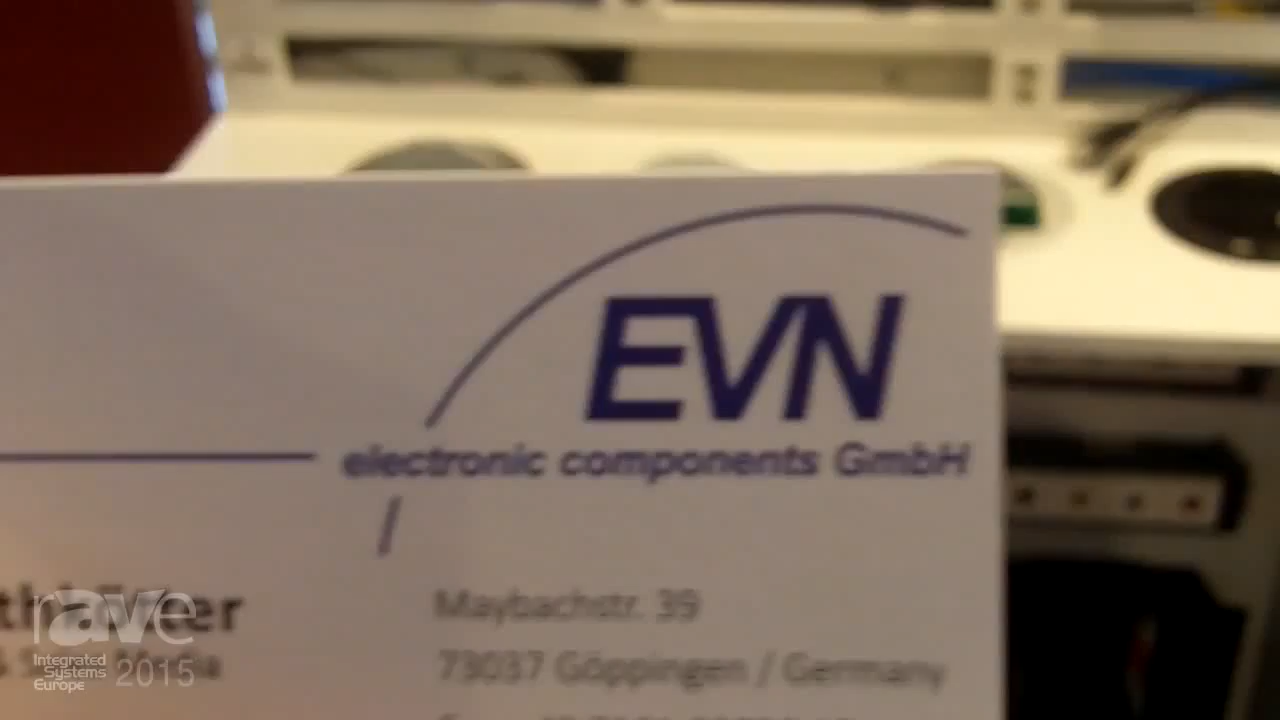 EVN
electronic components GmbH
Maybachstr. 39
73037 Göppingen / Germany
rave
Integrated
Systems
Europe 2015